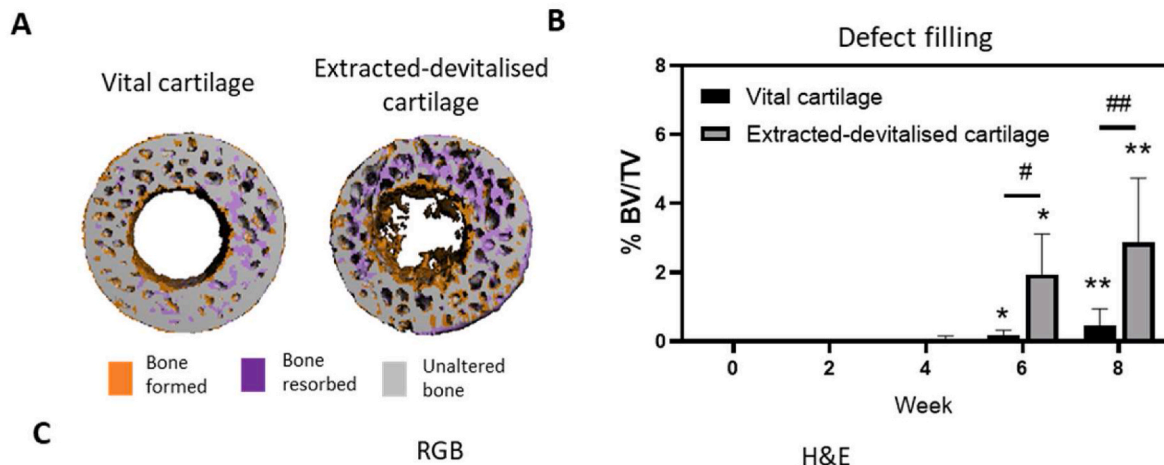 A
Vital cartilage
Extracted-devitalised
cartilage
Bone
formed
Bone
resorbed
Unaltered
bone
B
Defect filling
% BV/TV
8
6
4
2
0
Vital cartilage
Extracted-devitalised cartilage
#
*
*
##
**
**
0
2
4
6
8
Week
C
RGB
H&E